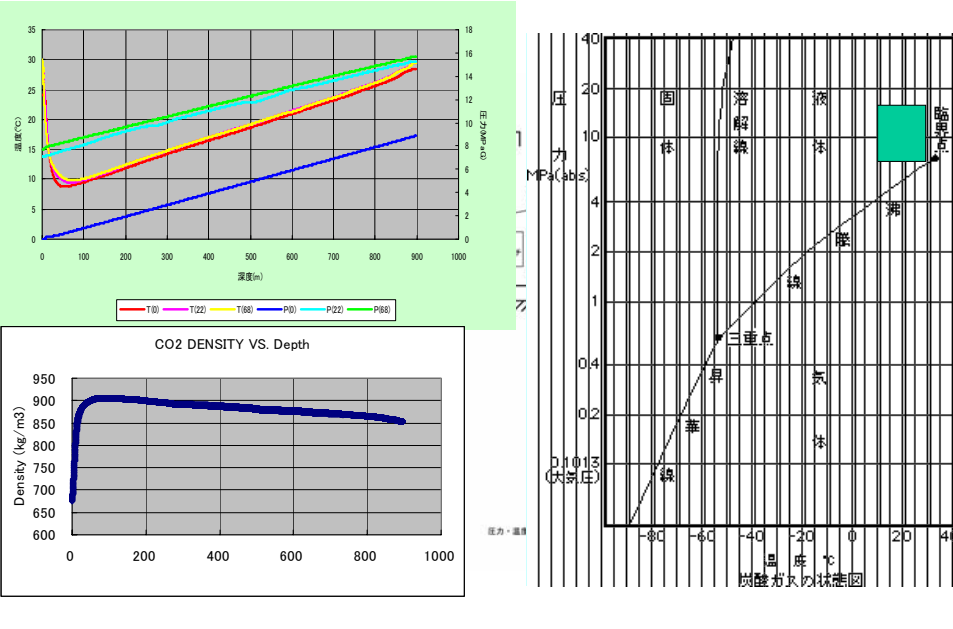 35
30
25
20
15
10
5
0
温度(℃)
18
16
14
12
10
8
6
4
2
0
圧力(MPaG)
0 100 200 300 400 500 600 700 800 900 1000
深度(m)
T(0) T(22) T(68) P(0) P(22) P(68)
CO2 DENSITY VS. Depth
950
900
850
800
750
700
650
600
Density (kg/m3)
0 200 400 600 800 1000
圧力・温度
40
20
10
4
2
1
0.4
0.2
0.1013
(大気圧)
圧力
MPa(abs)
固体
溶解線
液体
臨界点
沸騰線
三重点
昇華線
気体
-80 -60 -40 -20 0 20 40
温度 ℃
炭酸ガスの状態図